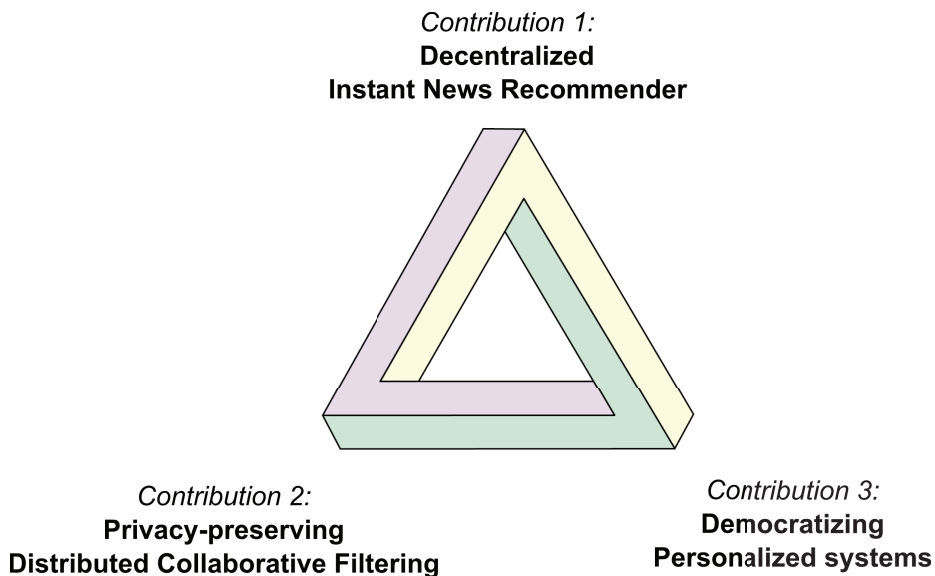 Contribution 1:
Decentralized
Instant News Recommender
Contribution 2:
Privacy-preserving
Distributed Collaborative Filtering
Contribution 3:
Democratizing
Personalized systems